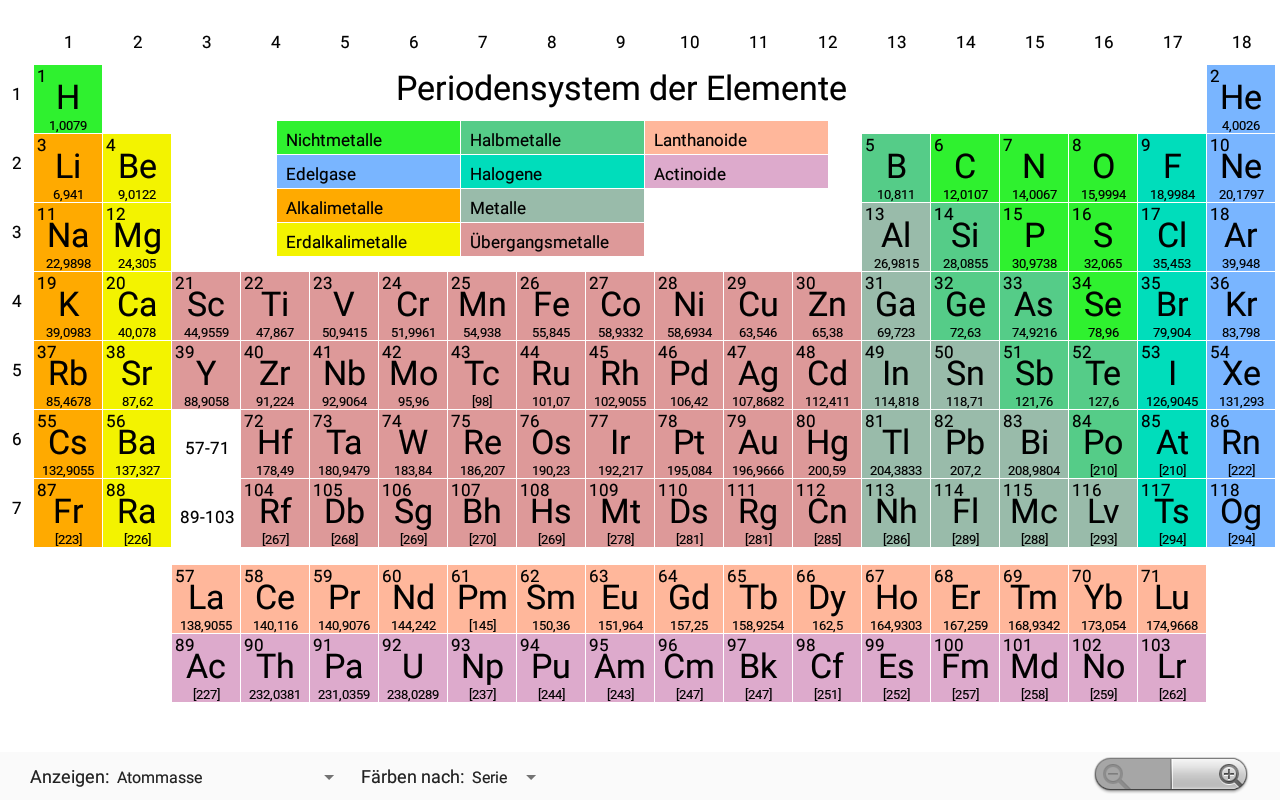 1 2 3 4 5 6 7 8 9 10 11 12 13 14 15 16 17 18
Periodensystem der Elemente
Nichtmetalle Halbmetalle Lanthanoide
Edelgase Halogene Actinoide
Alkalimetalle Metalle
Erdalkalimetalle Übergangsmetalle
1
1 2
H He
1,0079 4,0026
2
3 4 5 6 7 8 9 10
Li Be B C N O F Ne
6,941 9,0122 10,811 12,0107 14,0067 15,9994 18,9984 20,1797
3
11 12 13 14 15 16 17 18
Na Mg Al Si P S Cl Ar
22,9898 24,305 26,9815 28,0855 30,9738 32,065 35,453 39,948
4
19 20 21 22 23 24 25 26 27 28 29 30 31 32 33 34 35 36
K Ca Sc Ti V Cr Mn Fe Co Ni Cu Zn Ga Ge As Se Br Kr
39,0983 40,078 44,9559 47,867 50,9415 51,9961 54,938 55,845 58,9332 58,6934 63,546 65,38 69,723 72,63 74,9216 78,96 79,904 83,798
5
37 38 39 40 41 42 43 44 45 46 47 48 49 50 51 52 53 54
Rb Sr Y Zr Nb Mo Tc Ru Rh Pd Ag Cd In Sn Sb Te I Xe
85,4678 87,62 88,9058 91,224 92,9064 95,96 [98] 101,07 102,9055 106,42 107,8682 112,411 114,818 118,71 121,76 127,6 126,9045 131,293
6
55 56 72 73 74 75 76 77 78 79 80 81 82 83 84 85 86
Cs Ba 57-71 Hf Ta W Re Os Ir Pt Au Hg Tl Pb Bi Po At Rn
132,9055 137,327 178,49 180,9479 183,84 186,207 190,23 192,217 195,084 196,9666 200,59 204,3833 207,2 208,9804 [210] [210] [222]
7
87 88 104 105 106 107 108 109 110 111 112 113 114 115 116 117 118
Fr Ra 89-103 Rf Db Sg Bh Hs Mt Ds Rg Cn Nh Fl Mc Lv Ts Og
[223] [226] [267] [268] [269] [270] [269] [278] [281] [281] [285] [286] [289] [288] [293] [294] [294]
57 58 59 60 61 62 63 64 65 66 67 68 69 70 71
La Ce Pr Nd Pm Sm Eu Gd Tb Dy Ho Er Tm Yb Lu
138,9055 140,116 140,9076 144,242 [145] 150,36 151,964 157,25 158,9254 162,5 164,9303 167,259 168,9342 173,054 174,9668
89 90 91 92 93 94 95 96 97 98 99 100 101 102 103
Ac Th Pa U Np Pu Am Cm Bk Cf Es Fm Md No Lr
[227] 232,0381 231,0359 238,0289 [237] [244] [243] [247] [247] [251] [252] [257] [258] [259] [262]
Anzeigen: Atommasse Färben nach: Serie